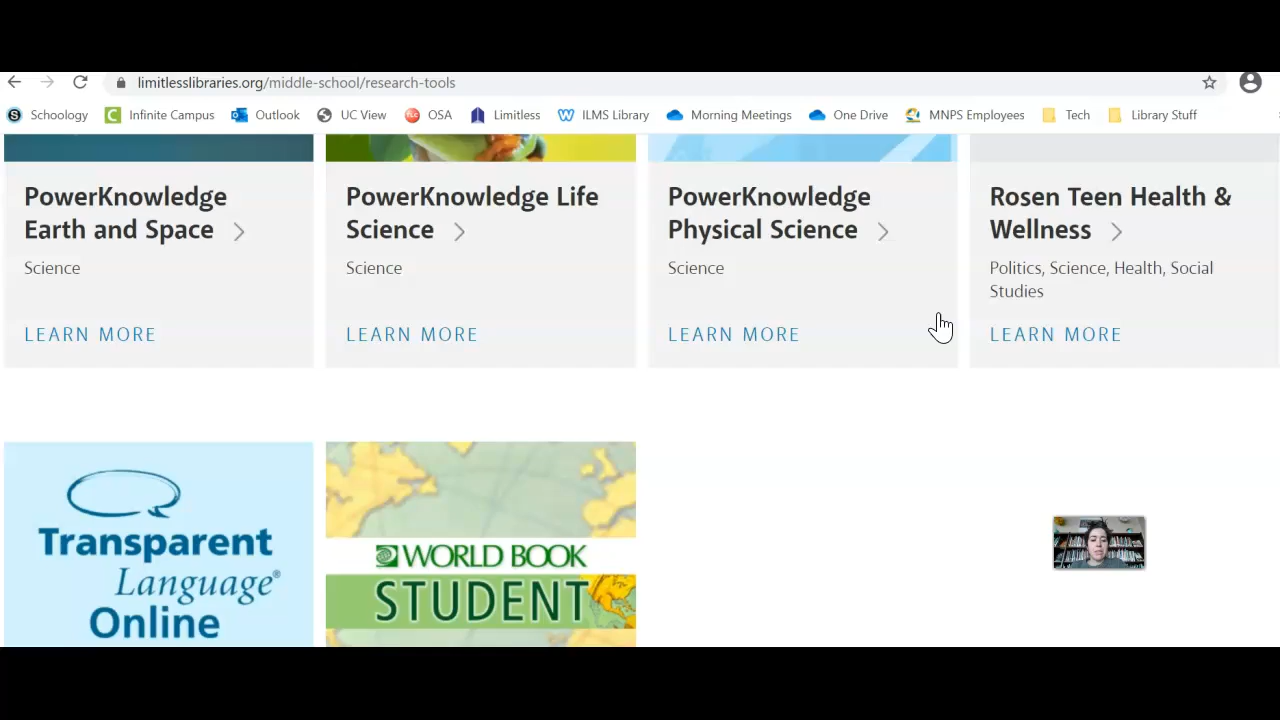 limitlesslibraries.org/middle-school/research-tools
Schoology Infinite Campus Outlook UC View OSA Limitless ILMS Library Morning Meetings One Drive MNPS Employees Tech Library Stuff
PowerKnowledge
Earth and Space
Science
LEARN MORE
PowerKnowledge Life
Science
Science
LEARN MORE
PowerKnowledge
Physical Science
Science
LEARN MORE
Rosen Teen Health &
Wellness
Politics, Science, Health, Social
Studies
LEARN MORE
Transparent
Language®
Online
WORLD BOOK
STUDENT